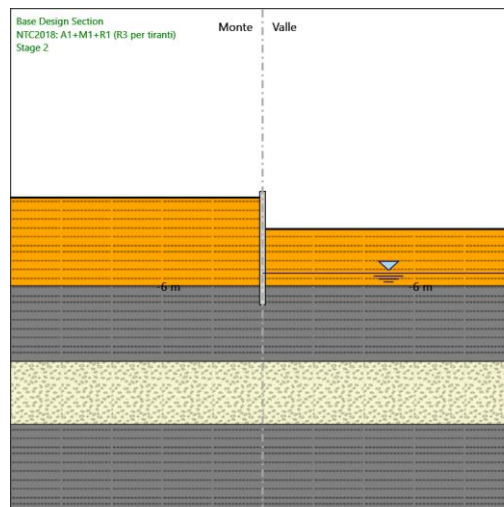 Base Design Section
NTC2018: A1+M1+R1 (R3 per tiranti)
Stage 2
Monte Valle
-6 m -6 m